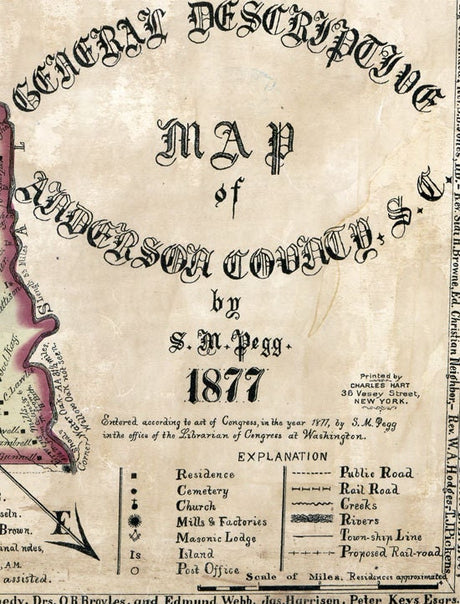 GENERAL DESCRIPTIVE
MAP
of
ANDERSON COUNTY, S. C.
by
S. M. Pegg.
1877
Printed by
CHARLES HART
36 Vesey Street,
NEW YORK.
Entered according to act of Congress, in the year 1877, by S. M. Pegg
in the office of the Librarian of Congress at Washington.
EXPLANATION
Residence
Cemetery
Church
Mills & Factories
Masonic Lodge
Is Island
Post Office
Public Road
Rail Road
Creeks
Rivers
Town-ship Line
Proposed Rail-road
Scale of Miles. Residences approximated
E
Brown.
A.M.
assisted.
Drs. O.R. Broyles, and Edmund Webb, Jas. Harrison, Peter Keys Esqrs.
Browne, Ed. Christian Neighbor.- Rev. W. A. Hodges-T. J. Pickens